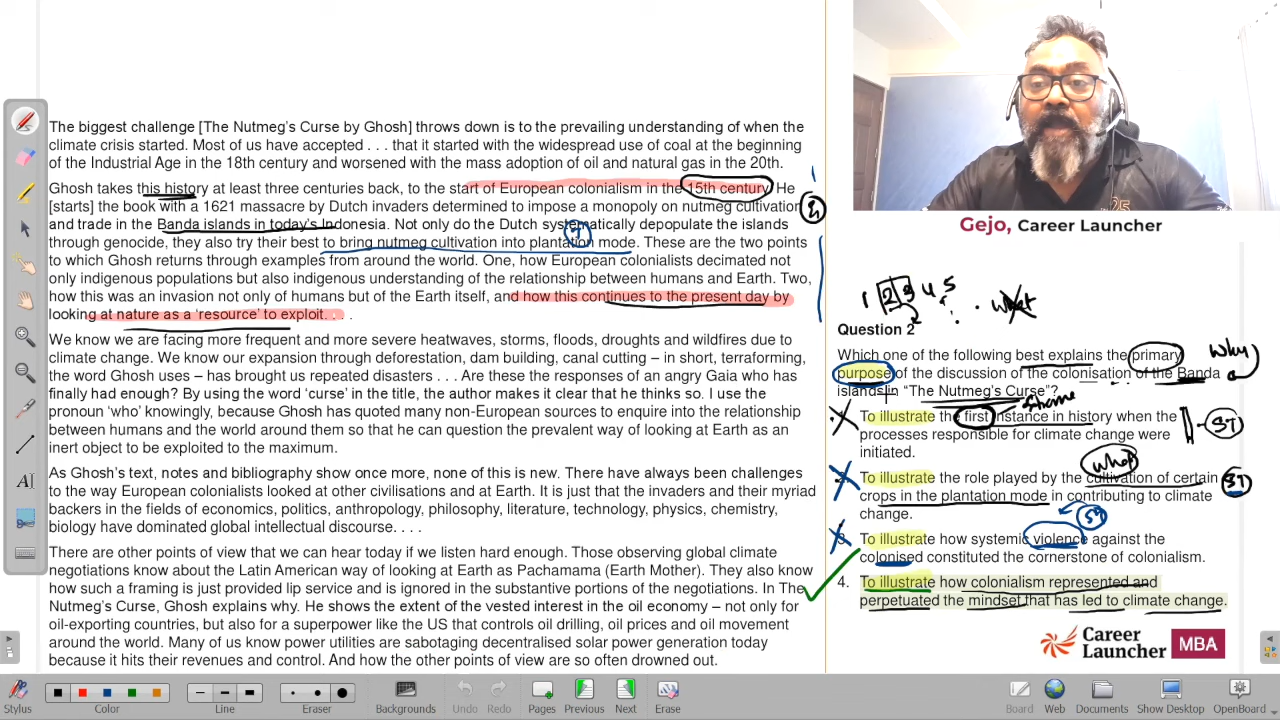 The biggest challenge [The Nutmeg's Curse by Ghosh] throws down is to the prevailing understanding of when the
climate crisis started. Most of us have accepted . . . that it started with the widespread use of coal at the beginning
of the Industrial Age in the 18th century and worsened with the mass adoption of oil and natural gas in the 20th.
Ghosh takes this history at least three centuries back, to the start of European colonialism in the 15th century. He
[starts] the book with a 1621 massacre by Dutch invaders determined to impose a monopoly on nutmeg cultivation
and trade in the Banda islands in today's Indonesia. Not only do the Dutch systematically depopulate the islands
through genocide, they also try their best to bring nutmeg cultivation into plantation mode. These are the two points
to which Ghosh returns through examples from around the world. One, how European colonialists decimated not
only indigenous populations but also indigenous understanding of the relationship between humans and Earth. Two,
how this was an invasion not only of humans but of the Earth itself, and how this continues to the present day by
looking at nature as a 'resource' to exploit. . . .
We know we are facing more frequent and more severe heatwaves, storms, floods, droughts and wildfires due to
climate change. We know our expansion through deforestation, dam building, canal cutting – in short, terraforming,
the word Ghosh uses – has brought us repeated disasters . . . Are these the responses of an angry Gaia who has
finally had enough? By using the word 'curse' in the title, the author makes it clear that he thinks so. I use the
pronoun 'who' knowingly, because Ghosh has quoted many non-European sources to enquire into the relationship
between humans and the world around them so that he can question the prevalent way of looking at Earth as an
inert object to be exploited to the maximum.
As Ghosh's text, notes and bibliography show once more, none of this is new. There have always been challenges
to the way European colonialists looked at other civilisations and at Earth. It is just that the invaders and their myriad
backers in the fields of economics, politics, anthropology, philosophy, literature, technology, physics, chemistry,
biology have dominated global intellectual discourse. . . .
There are other points of view that we can hear today if we listen hard enough. Those observing global climate
negotiations know about the Latin American way of looking at Earth as Pachamama (Earth Mother). They also know
how such a framing is just provided lip service and is ignored in the substantive portions of the negotiations. In The
Nutmeg's Curse, Ghosh explains why. He shows the extent of the vested interest in the oil economy – not only for
oil-exporting countries, but also for a superpower like the US that controls oil drilling, oil prices and oil movement
around the world. Many of us know power utilities are sabotaging decentralised solar power generation today
because it hits their revenues and control. And how the other points of view are so often drowned out.
25
Gejo, Career Launcher
1 2 3 4 5
what
Question 2
Which one of the following best explains the primary
Why
purpose of the discussion of the colonisation of the Banda
islands in "The Nutmeg's Curse"?
To illustrate the first instance in history when the
processes responsible for climate change were
initiated.
To illustrate the role played by the cultivation of certain
crops in the plantation mode in contributing to climate
change.
To illustrate how systemic violence against the
colonised constituted the cornerstone of colonialism.
4. To illustrate how colonialism represented and
perpetuated the mindset that has led to climate change.
Career
Launcher
MBA
Stylus
Color
Line
Eraser
Backgrounds
Undo
Redo
Pages
Previous
Next
Erase
Board
Web
Documents
Show Desktop
OpenBoard